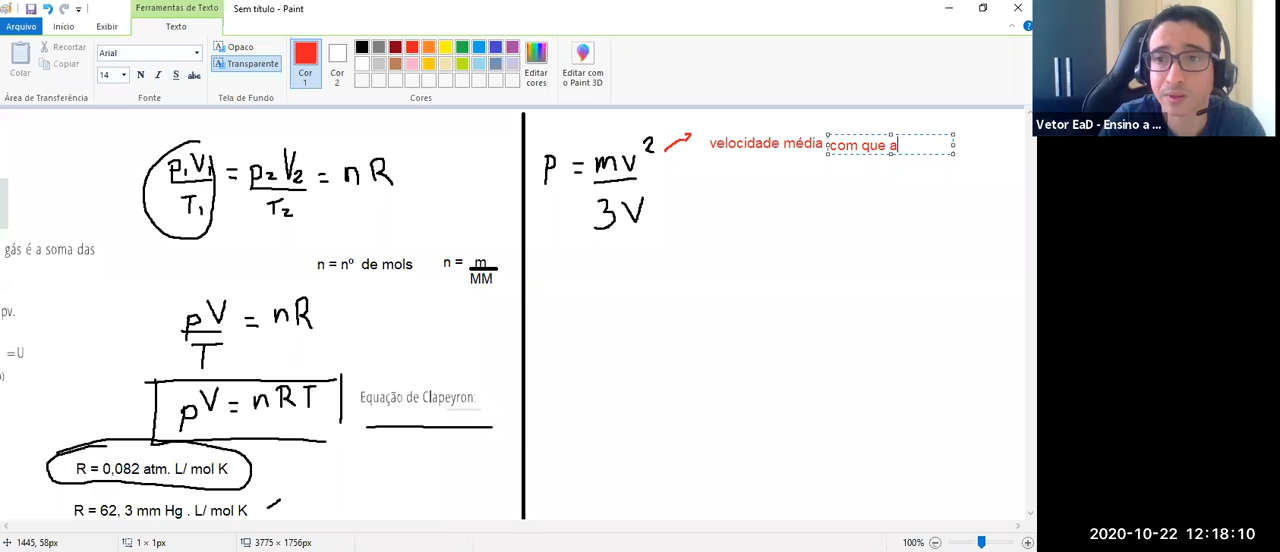 Ferramentas de Texto
Sem título - Paint
Arquivo
Início
Exibir
Texto
Colar
Recortar
Copiar
Área de Transferência
Arial
14
N I S abc
Fonte
Opaco
Transparente
Tela de Fundo
Cor 1
Cor 2
Cores
Editar cores
Editar com o Paint 3D
Vetor EaD - Ensino a ...
p₁V₁/T₁ = p₂V₂/T₂ = nR
gás é a soma das
n = nº de mols n = m/MM
pv.
pV/T = nR
= U
pV = nRT
Equação de Clapeyron:
R = 0,082 atm. L/ mol K
R = 62, 3 mm Hg . L/ mol K
P = mv²/3V
velocidade média com que a
1445, 58px
1 × 1px
3775 × 1756px
100%
2020-10-22 12:18:10